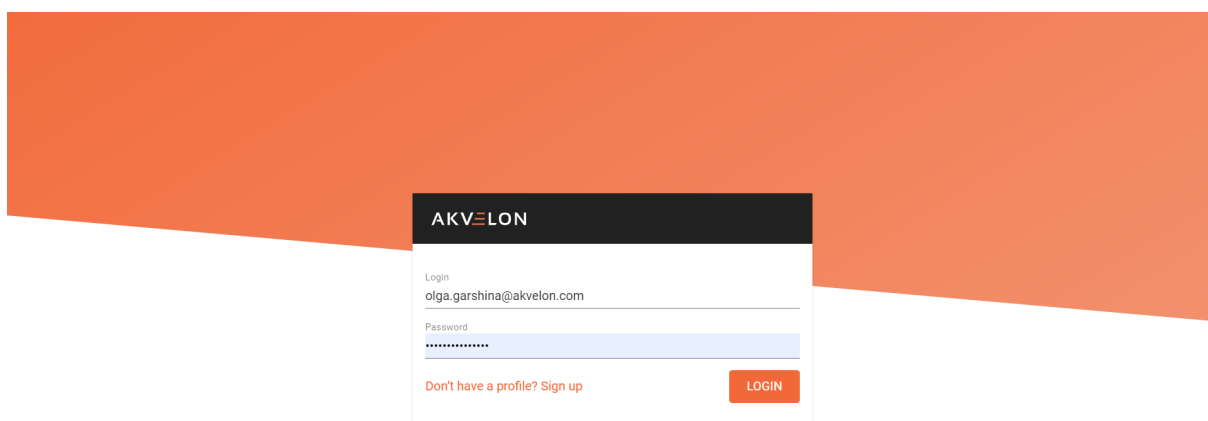 AKVELON
Login
olga.garshina@akvelon.com
Password
•••••••••••••••
Don't have a profile? Sign up
LOGIN